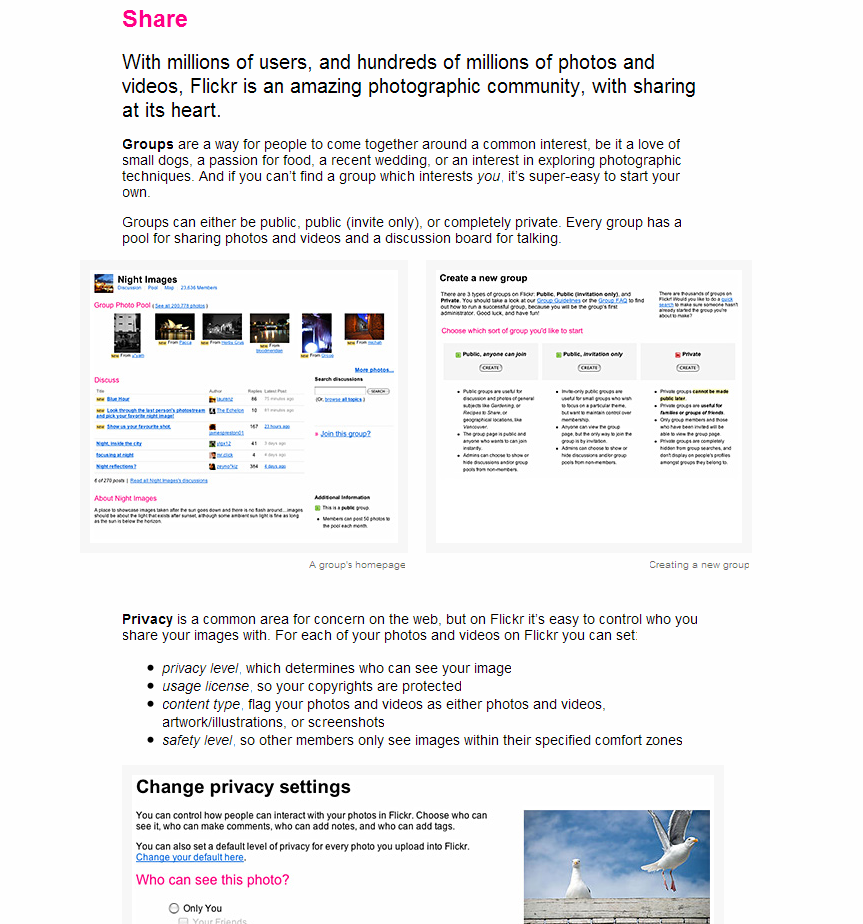 Share
With millions of users, and hundreds of millions of photos and
videos, Flickr is an amazing photographic community, with sharing
at its heart.
Groups are a way for people to come together around a common interest, be it a love of
small dogs, a passion for food, a recent wedding, or an interest in exploring photographic
techniques. And if you can't find a group which interests you, it's super-easy to start your
own.
Groups can either be public, public (invite only), or completely private. Every group has a
pool for sharing photos and videos and a discussion board for talking.
Night Images
Discussion Pool Map 23,636 Members
Group Photo Pool ( See all 293,778 photos )
NEW From
NEW From
NEW From
NEW From
NEW From
NEW From
More photos...
Discuss
Title Author Replies Latest Post
NEW Blue Hour 66 75 minutes ago
NEW Look through the last person's photostream The Echelon 10 61 minutes ago
and pick your favorite night image!
NEW Show us your favourite shot. 167 23 hours ago
Night, inside the city 41 3 days ago
focusing at night mr.click 4 4 days ago
Night reflections? 364 6 days ago
6 of 270 posts | Read all Night Images's discussions
Search discussions
SEARCH
(Or, browse all topics.)
Join this group?
About Night Images
A place to showcase images taken after the sun goes down and there is no flash around...images
should be about the light that exists after sunset, although some ambient sun light is fine as long
as the sun is below the horizon.
Additional Information
This is a public group.
Members can post 50 photos to
the pool each month.
A group's homepage
Create a new group
There are 3 types of groups on Flickr: Public, Public (invitation only), and
Private. You should take a look at our Group Guidelines or the Group FAQ to find
out how to run a successful group, because you will be the group's first
administrator. Good luck, and have fun!
There are thousands of groups on
Flickr! Would you like to do a quick
search to make sure someone hasn't
already started the group you're
about to make?
Choose which sort of group you'd like to start
Public, anyone can join
CREATE
Public groups are useful for
discussion and photos of general
subjects like Gardening, or
Recipes to Share, or
geographical locations, like
Vancouver.
The group page is public and
anyone who wants to can join
instantly.
Admins can choose to show or
hide discussions and/or group
pools from non-members.
Public, invitation only
CREATE
Invite-only public groups are
useful for small groups who wish
to focus on a particular theme,
but want to maintain control over
membership.
Anyone can view the group
page, but the only way to join the
group is by invitation.
Admins can choose to show or
hide discussions and/or group
pools from non-members.
Private
CREATE
Private groups cannot be made
public later.
Private groups are useful for
families or groups of friends.
Only group members and those
who have been invited will be
able to view the group page.
Private groups are completely
hidden from group searches, and
don't display on people's profiles
amongst groups they belong to.
Creating a new group
Privacy is a common area for concern on the web, but on Flickr it's easy to control who you
share your images with. For each of your photos and videos on Flickr you can set:
privacy level, which determines who can see your image
usage license, so your copyrights are protected
content type, flag your photos and videos as either photos and videos,
artwork/illustrations, or screenshots
safety level, so other members only see images within their specified comfort zones
Change privacy settings
You can control how people can interact with your photos in Flickr. Choose who can
see it, who can make comments, who can add notes, and who can add tags.
You can also set a default level of privacy for every photo you upload into Flickr.
Change your default here.
Who can see this photo?
Only You
Your Friends